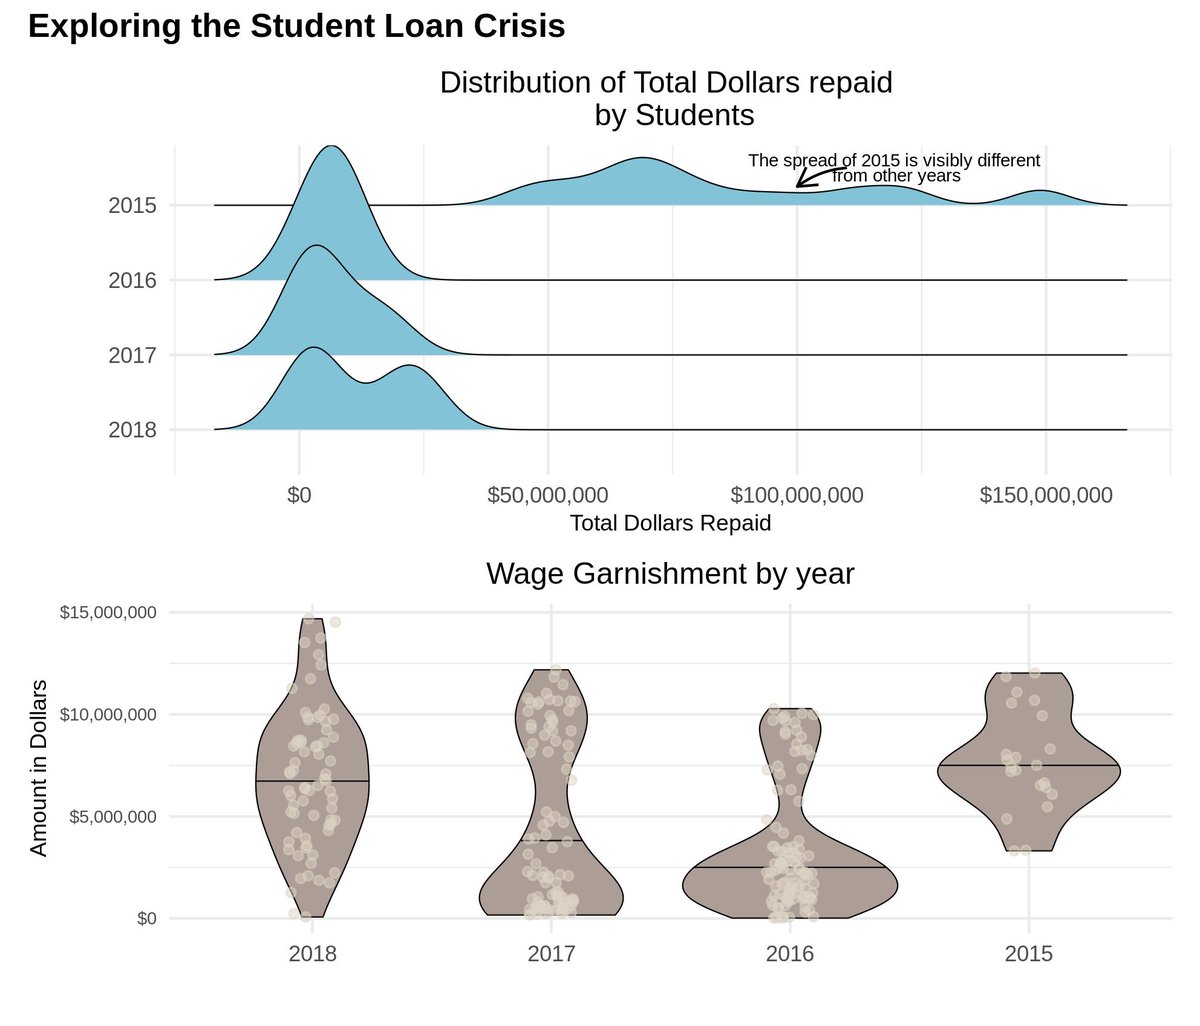 Exploring the Student Loan Crisis
Distribution of Total Dollars repaid
by Students
The spread of 2015 is visibly different
from other years
2015
2016
2017
2018
$0
$50,000,000
$100,000,000
$150,000,000
Total Dollars Repaid
Wage Garnishment by year
Amount in Dollars
$15,000,000
$10,000,000
$5,000,000
$0
2018
2017
2016
2015